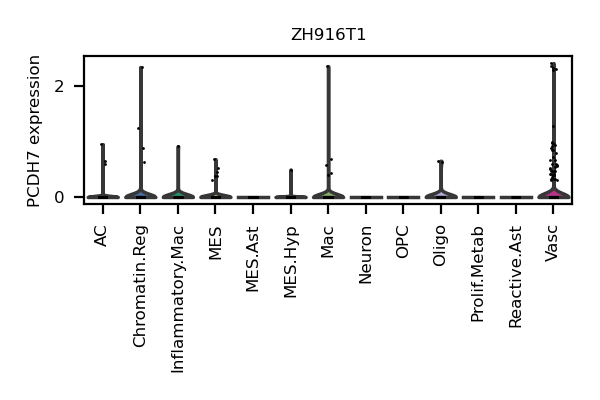 ZH916T1
PCDH7 expression
2
0
AC
Chromatin.Reg
Inflammatory.Mac
MES
MES.Ast
MES.Hyp
Mac
Neuron
OPC
Oligo
Prolif.Metab
Reactive.Ast
Vasc